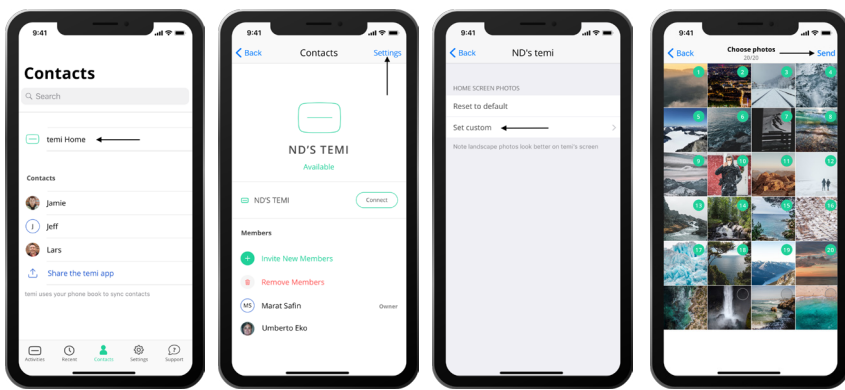 9:41
Contacts
Search
temi Home
Contacts
Jamie
J
Jeff
Lars
Share the temi app
temi uses your phone book to sync contacts
Activities
Recent
Contacts
Settings
Support
9:41
Back
Contacts
Settings
ND'S TEMI
Available
ND'S TEMI
Connect
Members
Invite New Members
Remove Members
MS
Marat Safin
Owner
Umberto Eko
9:41
Back
ND's temi
HOME SCREEN PHOTOS
Reset to default
Set custom
Note landscape photos look better on temi's screen
9:41
Back
Choose photos
20/20
Send
1 2 3 4
5 6 7 8
9 10 11 12
13 14 15 16
17 18 19 20